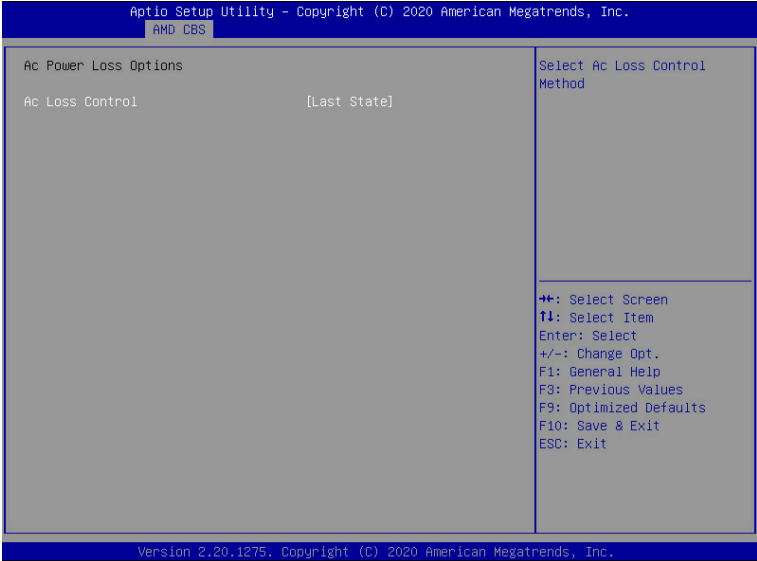 Aptio Setup Utility – Copyright (C) 2020 American Megatrends, Inc.
AMD CBS
Ac Power Loss Options
Ac Loss Control [Last State]
Select Ac Loss Control
Method
→←: Select Screen
↑↓: Select Item
Enter: Select
+/-: Change Opt.
F1: General Help
F3: Previous Values
F9: Optimized Defaults
F10: Save & Exit
ESC: Exit
Version 2.20.1275. Copyright (C) 2020 American Megatrends, Inc.